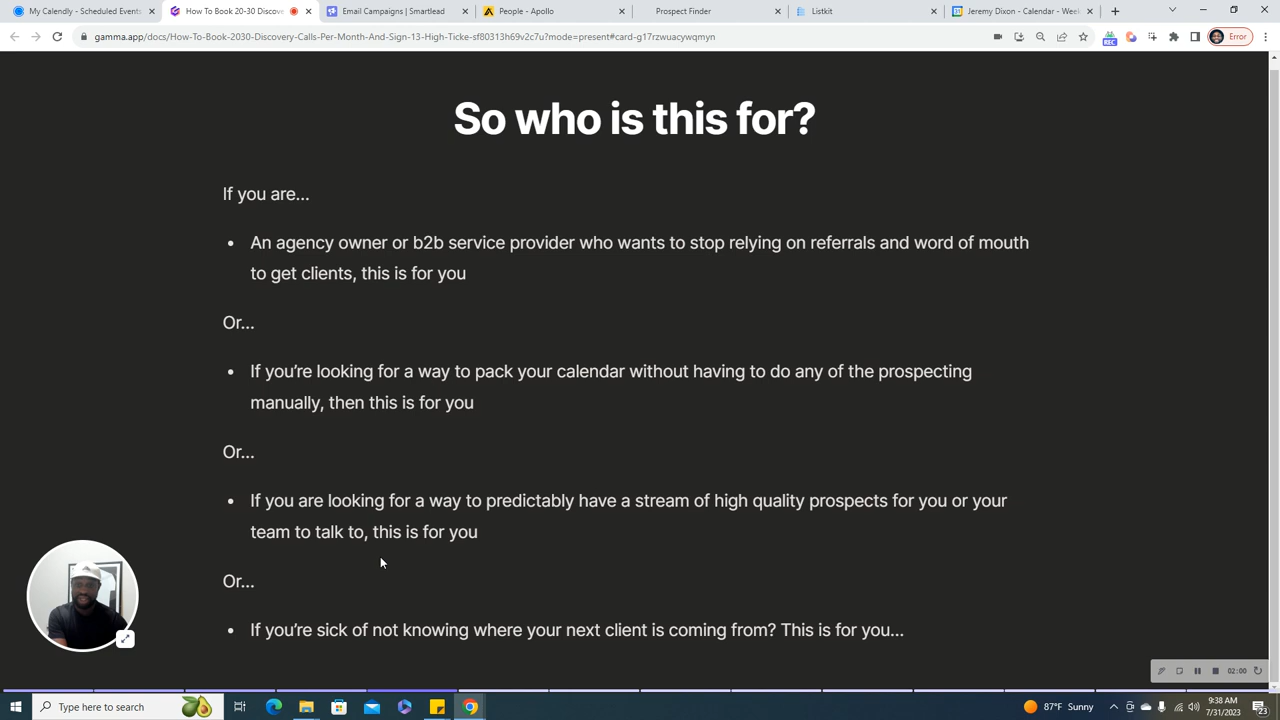 My Calendly - Scheduled Events
How To Book 20-30 Discove
Email Campaigns | Smartlead
People - Apollo
Prospect Finder
Listkit
Jeremy Dixon - Calendar - Week
gamma.app/docs/How-To-Book-2030-Discovery-Calls-Per-Month-And-Sign-13-High-Ticke-sf80313h69v2c7u?mode=present#card-g17rzwuacywqmyn
REC
Error
So who is this for?
If you are...
• An agency owner or b2b service provider who wants to stop relying on referrals and word of mouth
to get clients, this is for you
Or...
• If you’re looking for a way to pack your calendar without having to do any of the prospecting
manually, then this is for you
Or...
• If you are looking for a way to predictably have a stream of high quality prospects for you or your
team to talk to, this is for you
Or...
• If you’re sick of not knowing where your next client is coming from? This is for you...
02:00
Type here to search
87°F Sunny
9:38 AM
7/31/2023
23